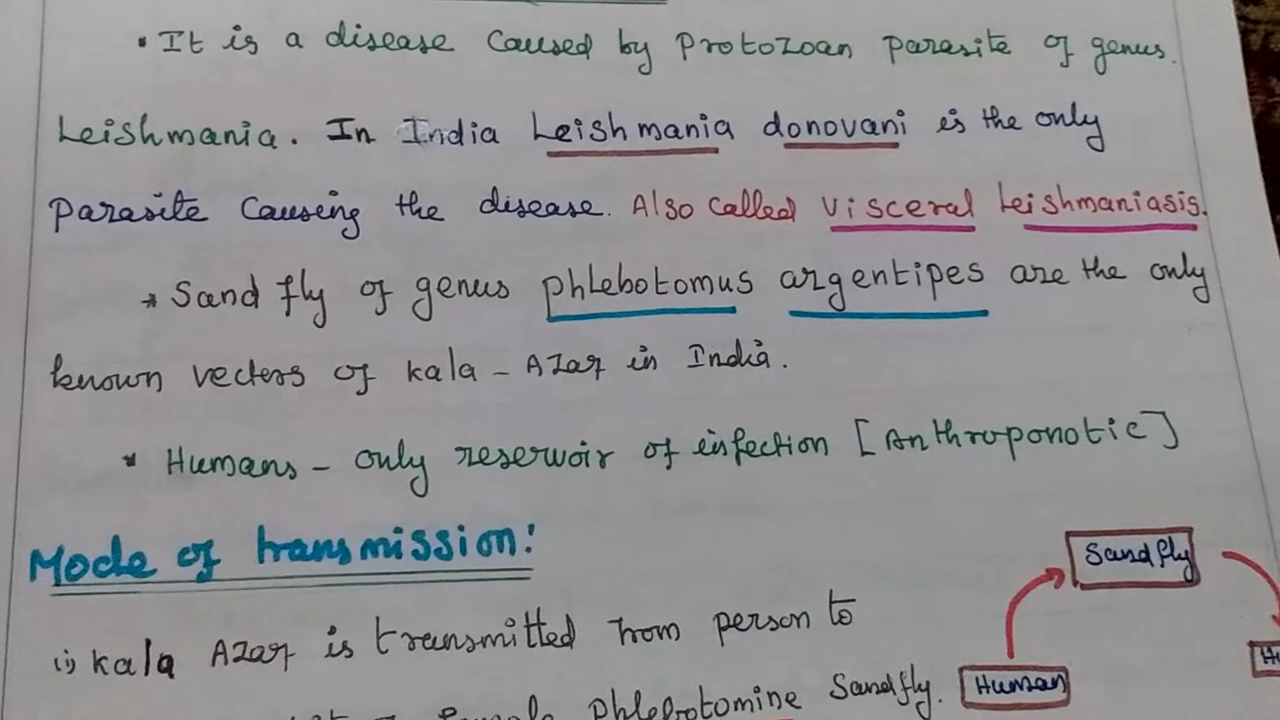 • It is a disease caused by Protozoan parasite of genus.
Leishmania. In India Leishmania donovani is the only
Parasite Causing the disease. Also called Visceral Leishmaniasis.
* Sand fly of genus Phlebotomus argentipes are the only
known vectors of kala - Azar in India.
* Humans - only reservoir of infection [Anthroponotic]
Mode of transmission:
Sandfly
i) kala Azar is transmitted from person to
Human
Phlebotomine Sandfly.